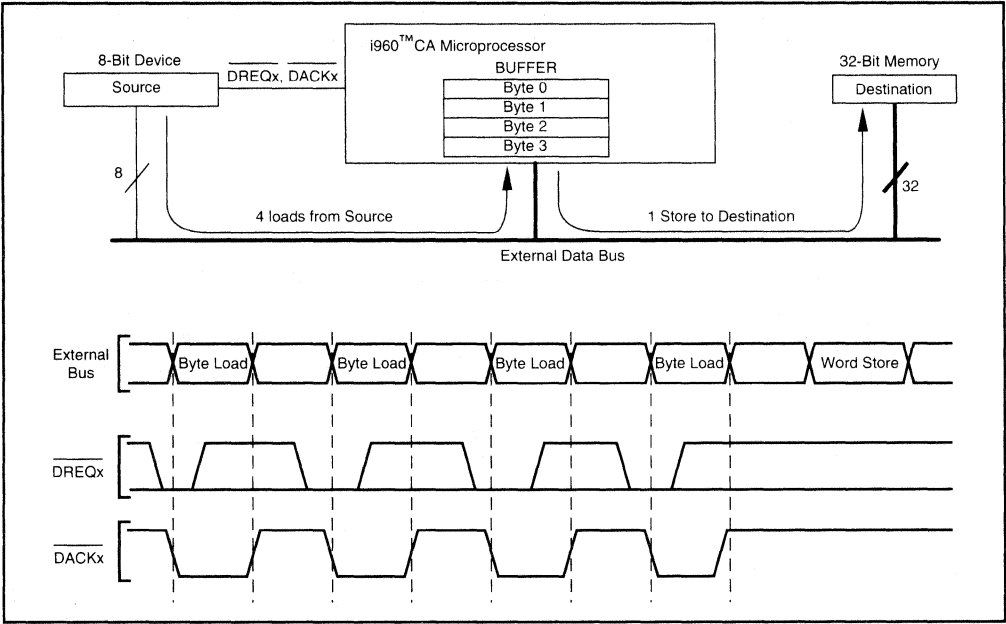 i960™CA Microprocessor
8-Bit Device
DREQx, DACKx
BUFFER
32-Bit Memory
Source
Byte 0
Byte 1
Byte 2
Byte 3
Destination
8
32
4 loads from Source
1 Store to Destination
External Data Bus
External
Bus
Byte Load
Byte Load
Byte Load
Byte Load
Word Store
DREQx
DACKx